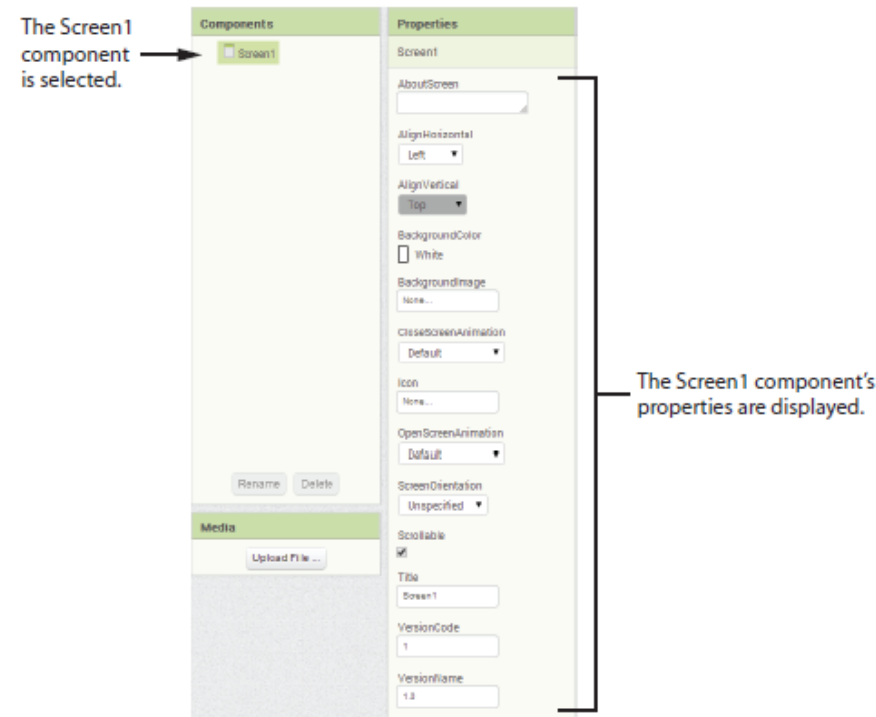 The Screen1
component
is selected.
Components
Screen1
Rename Delete
Media
Upload File ...
Properties
Screen1
AboutScreen
AlignHorizontal
Left
AlignVertical
Top
BackgroundColor
White
BackgroundImage
None...
CloseScreenAnimation
Default
Icon
None...
OpenScreenAnimation
Default
ScreenOrientation
Unspecified
Scrollable
Title
Screen1
VersionCode
1
VersionName
The Screen1 component's
properties are displayed.